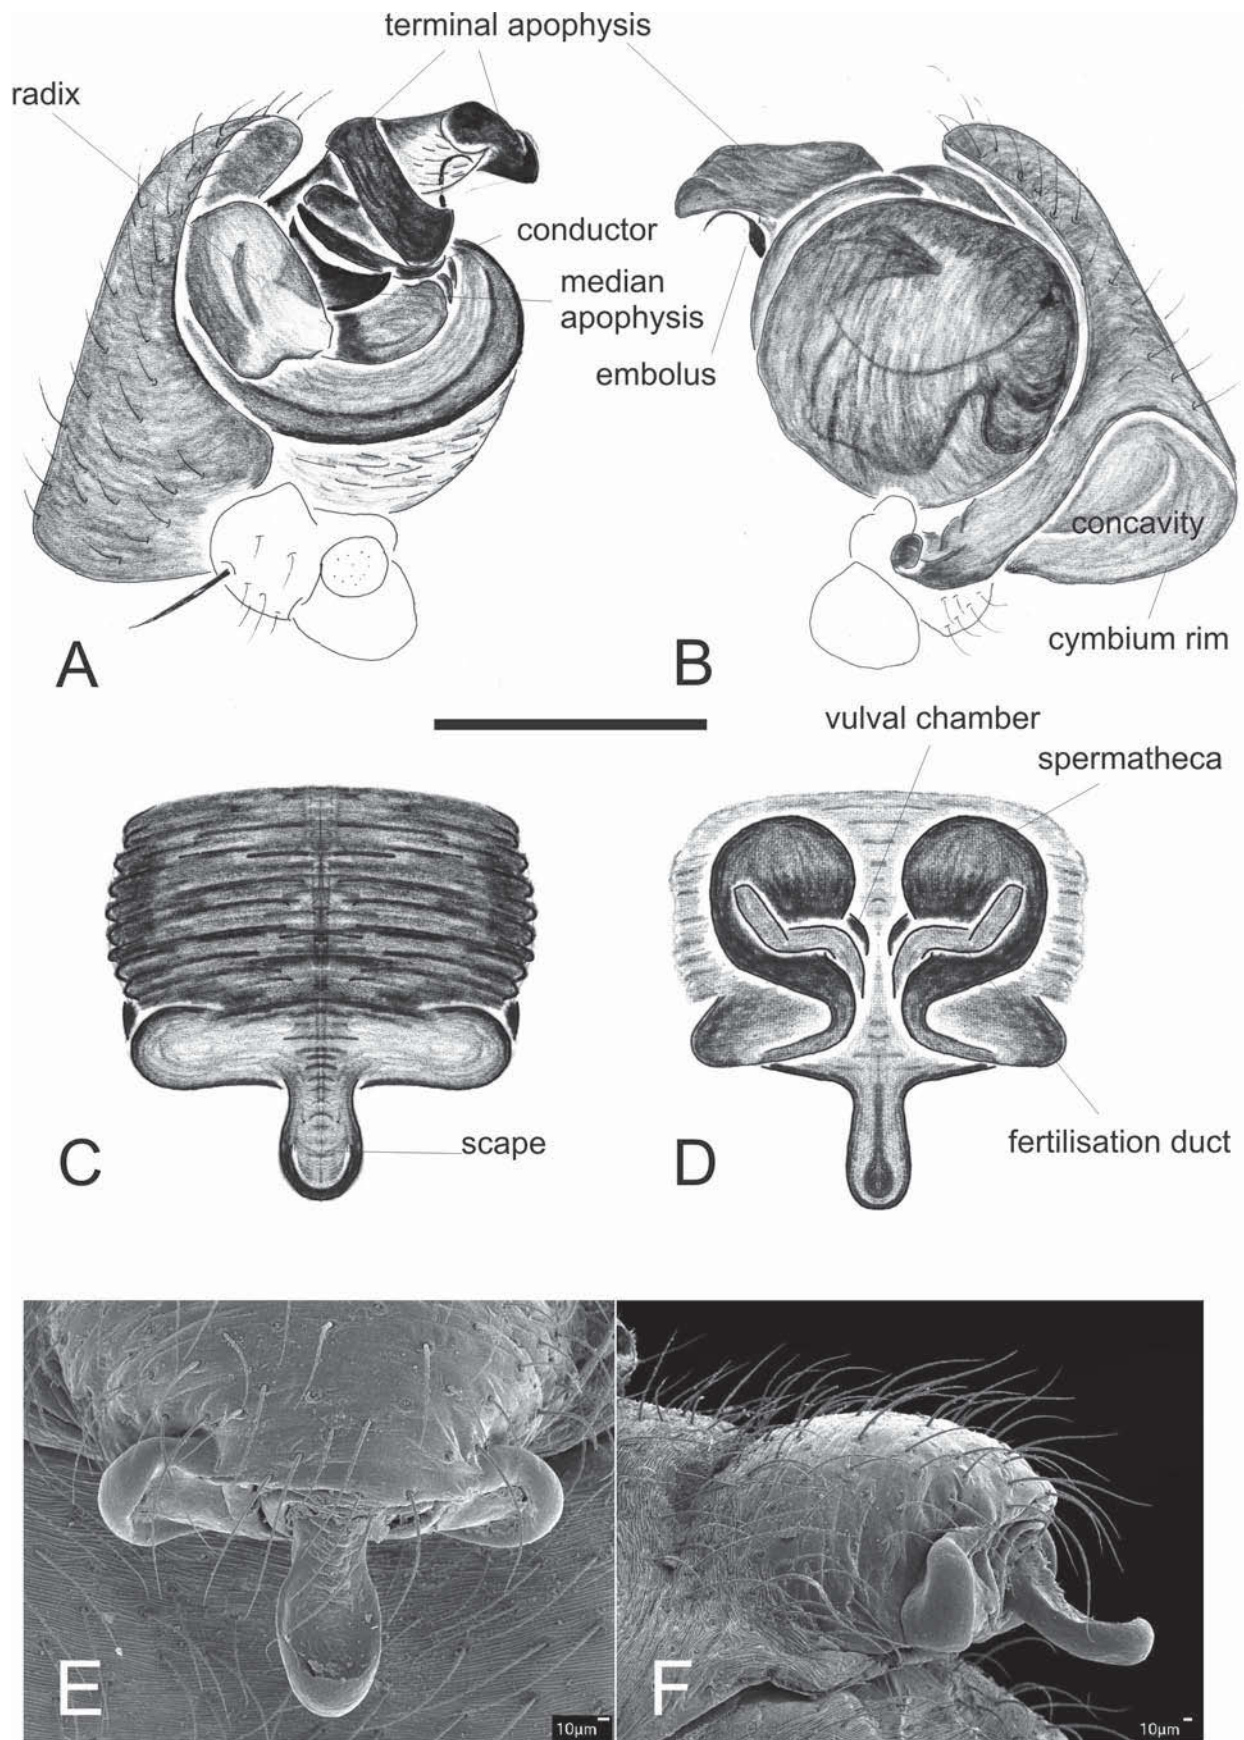 terminal apophysis
radix
conductor
median
apophysis
embolus
concavity
cymbium rim
A
B
vulval chamber
spermatheca
scape
fertilisation duct
C
D
E
10µm
F
10µm